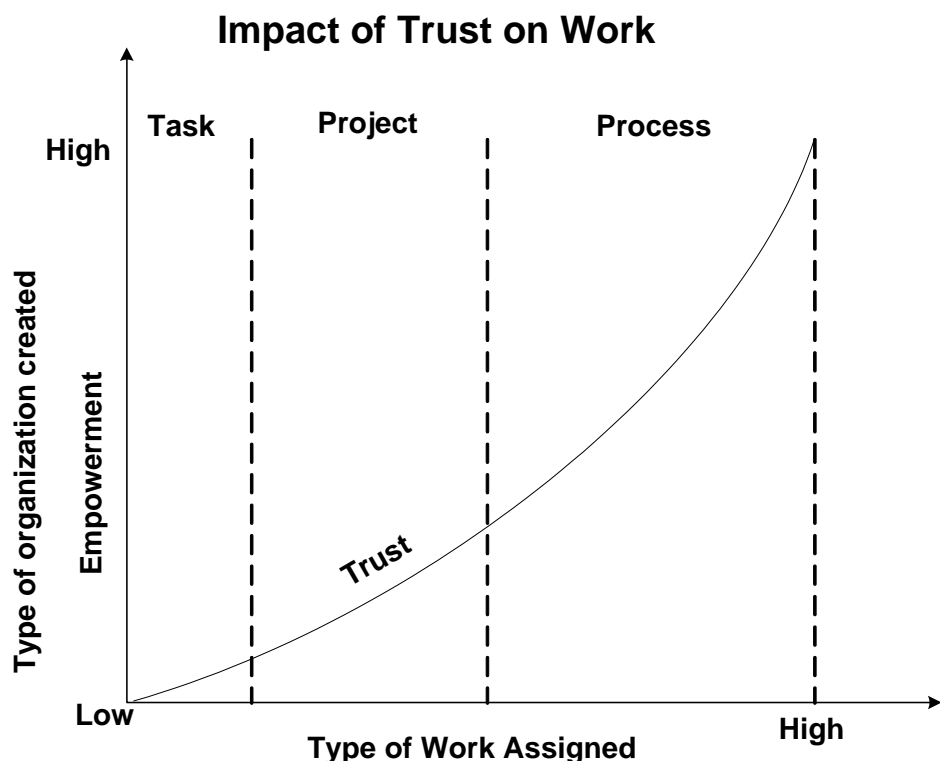 Impact of Trust on Work
Task
Project
Process
High
Type of organization created
Empowerment
Trust
Low
High
Type of Work Assigned